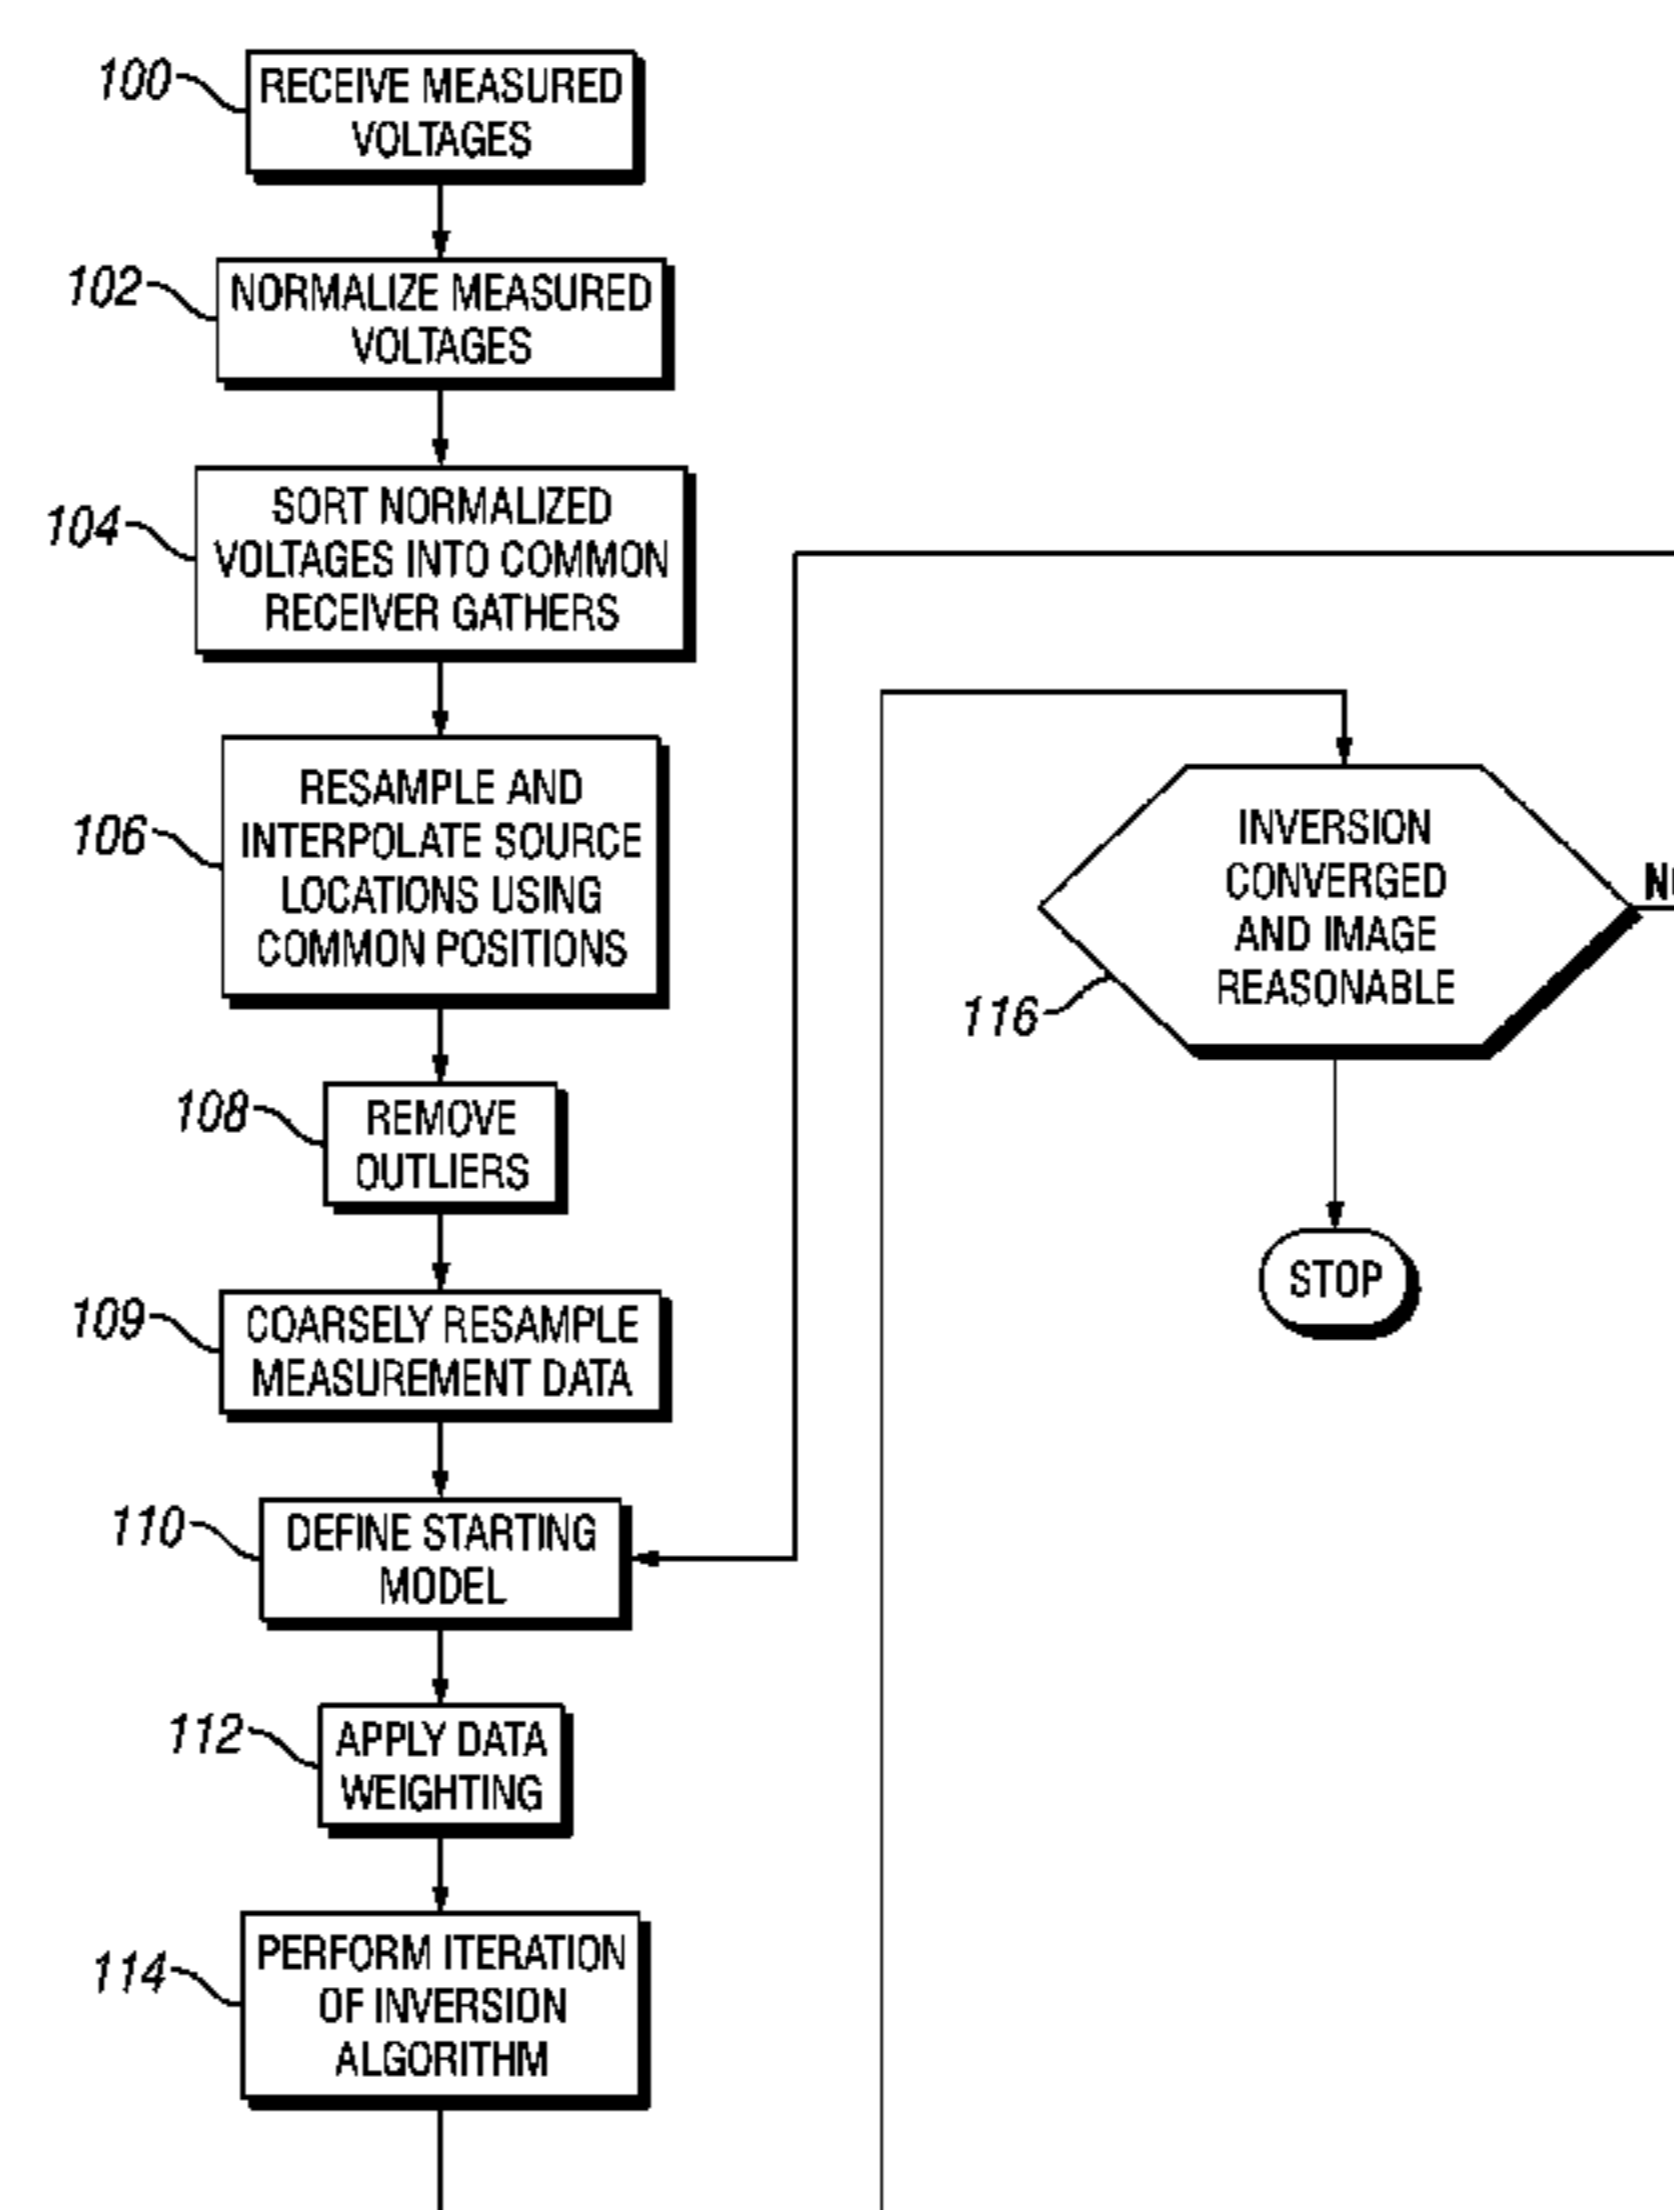 100
RECEIVE MEASURED
VOLTAGES
102
NORMALIZE MEASURED
VOLTAGES
104
SORT NORMALIZED
VOLTAGES INTO COMMON
RECEIVER GATHERS
106
RESAMPLE AND
INTERPOLATE SOURCE
LOCATIONS USING
COMMON POSITIONS
108
REMOVE
OUTLIERS
109
COARSELY RESAMPLE
MEASUREMENT DATA
110
DEFINE STARTING
MODEL
112
APPLY DATA
WEIGHTING
114
PERFORM ITERATION
OF INVERSION
ALGORITHM
INVERSION
CONVERGED
AND IMAGE
REASONABLE
116
STOP